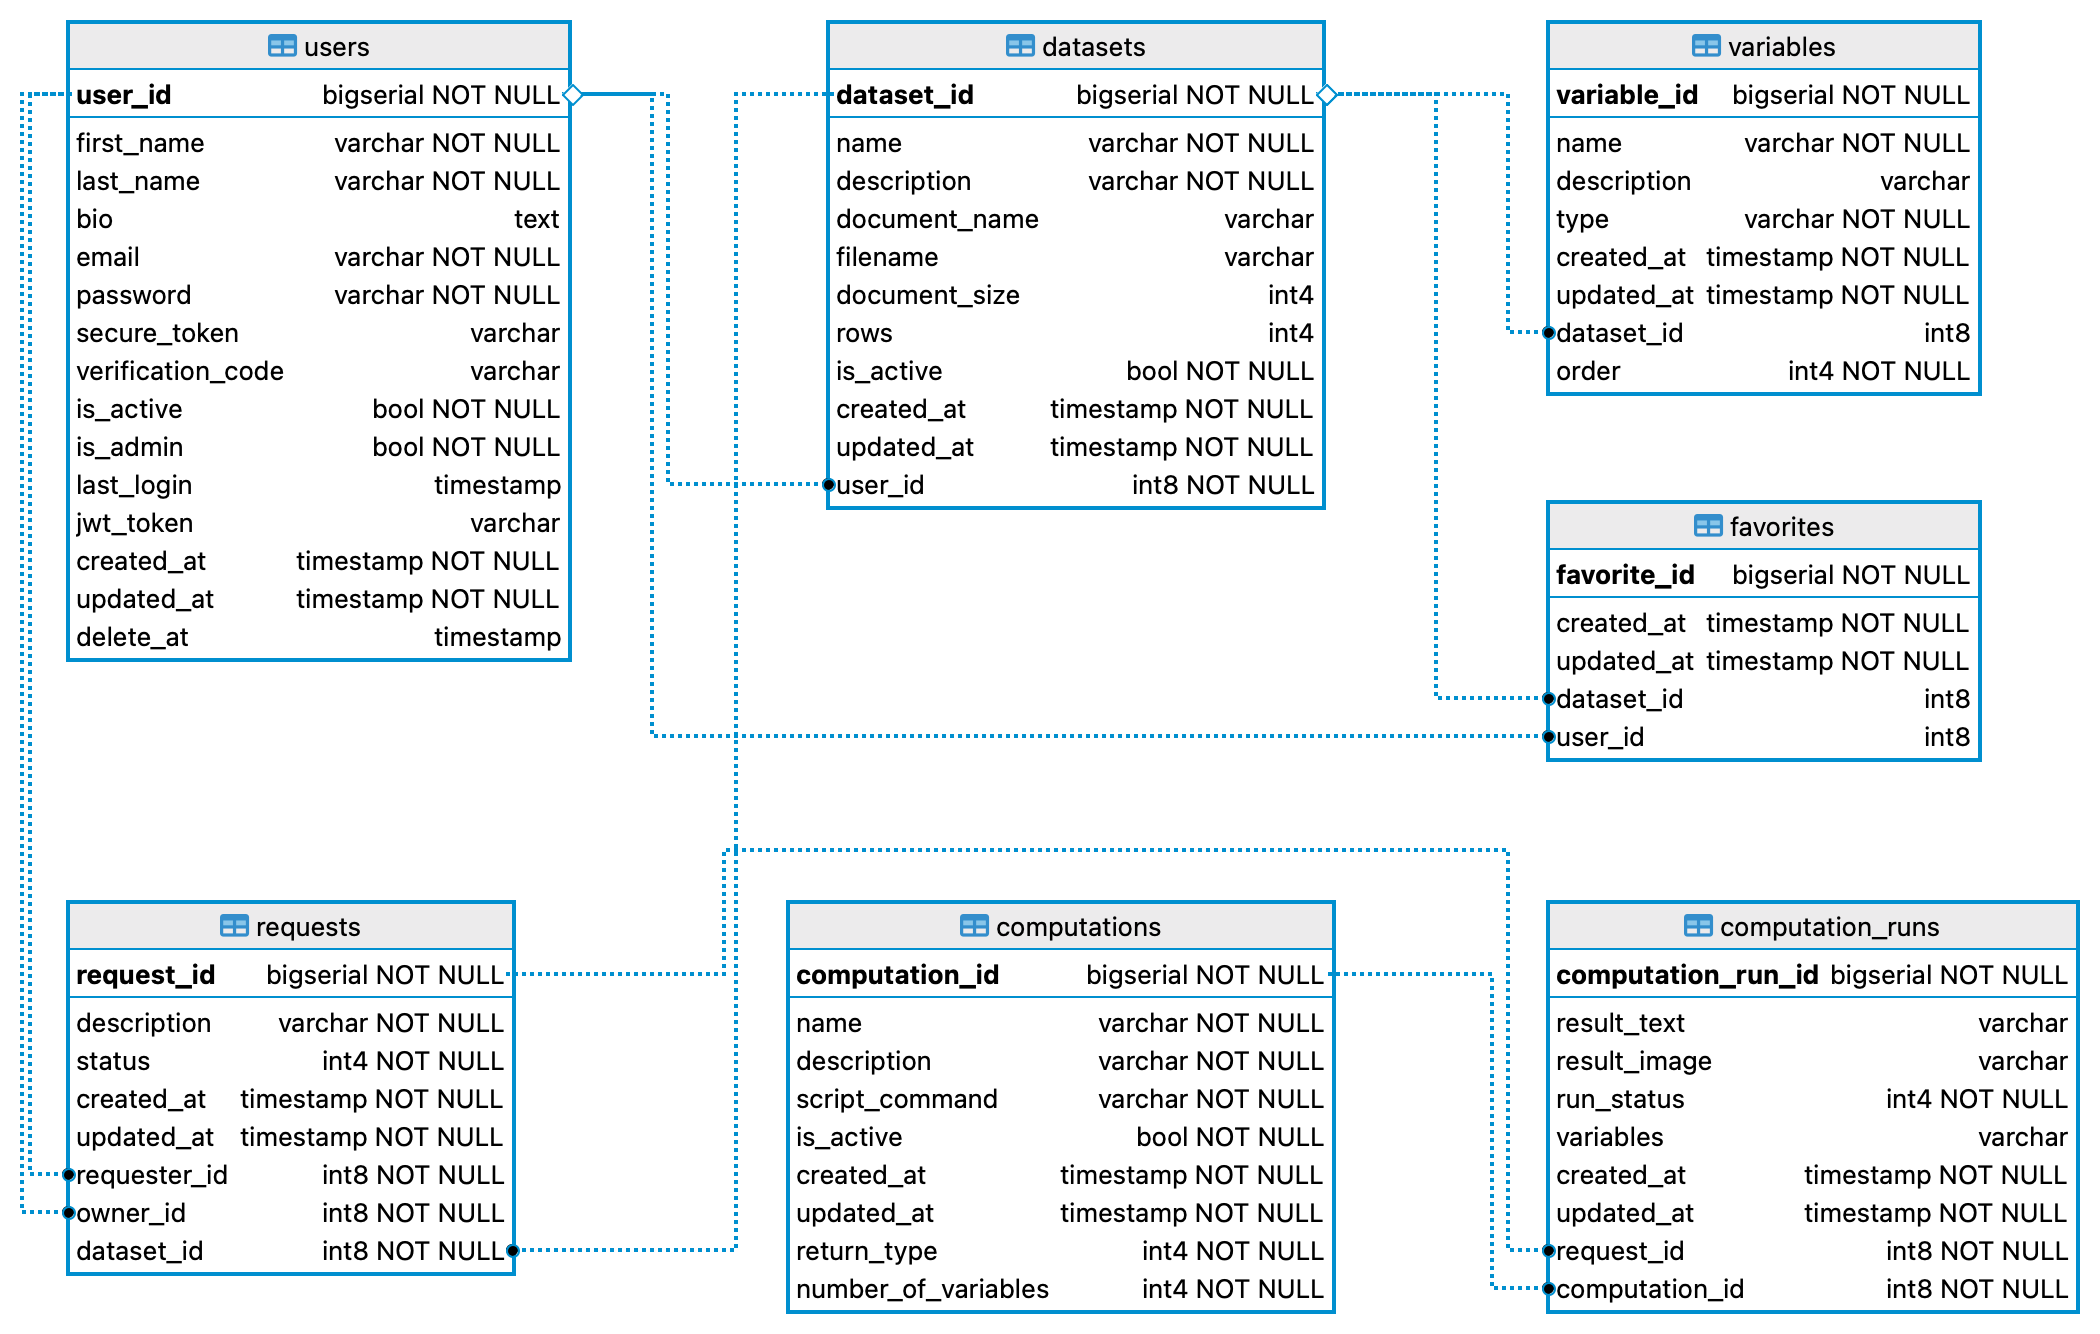 users
user_id bigserial NOT NULL
first_name varchar NOT NULL
last_name varchar NOT NULL
bio text
email varchar NOT NULL
password varchar NOT NULL
secure_token varchar
verification_code varchar
is_active bool NOT NULL
is_admin bool NOT NULL
last_login timestamp
jwt_token varchar
created_at timestamp NOT NULL
updated_at timestamp NOT NULL
delete_at timestamp
datasets
dataset_id bigserial NOT NULL
name varchar NOT NULL
description varchar NOT NULL
document_name varchar
filename varchar
document_size int4
rows int4
is_active bool NOT NULL
created_at timestamp NOT NULL
updated_at timestamp NOT NULL
user_id int8 NOT NULL
variables
variable_id bigserial NOT NULL
name varchar NOT NULL
description varchar
type varchar NOT NULL
created_at timestamp NOT NULL
updated_at timestamp NOT NULL
dataset_id int8
order int4 NOT NULL
favorites
favorite_id bigserial NOT NULL
created_at timestamp NOT NULL
updated_at timestamp NOT NULL
dataset_id int8
user_id int8
requests
request_id bigserial NOT NULL
description varchar NOT NULL
status int4 NOT NULL
created_at timestamp NOT NULL
updated_at timestamp NOT NULL
requester_id int8 NOT NULL
owner_id int8 NOT NULL
dataset_id int8 NOT NULL
computations
computation_id bigserial NOT NULL
name varchar NOT NULL
description varchar NOT NULL
script_command varchar NOT NULL
is_active bool NOT NULL
created_at timestamp NOT NULL
updated_at timestamp NOT NULL
return_type int4 NOT NULL
number_of_variables int4 NOT NULL
computation_runs
computation_run_id bigserial NOT NULL
result_text varchar
result_image varchar
run_status int4 NOT NULL
variables varchar
created_at timestamp NOT NULL
updated_at timestamp NOT NULL
request_id int8 NOT NULL
computation_id int8 NOT NULL